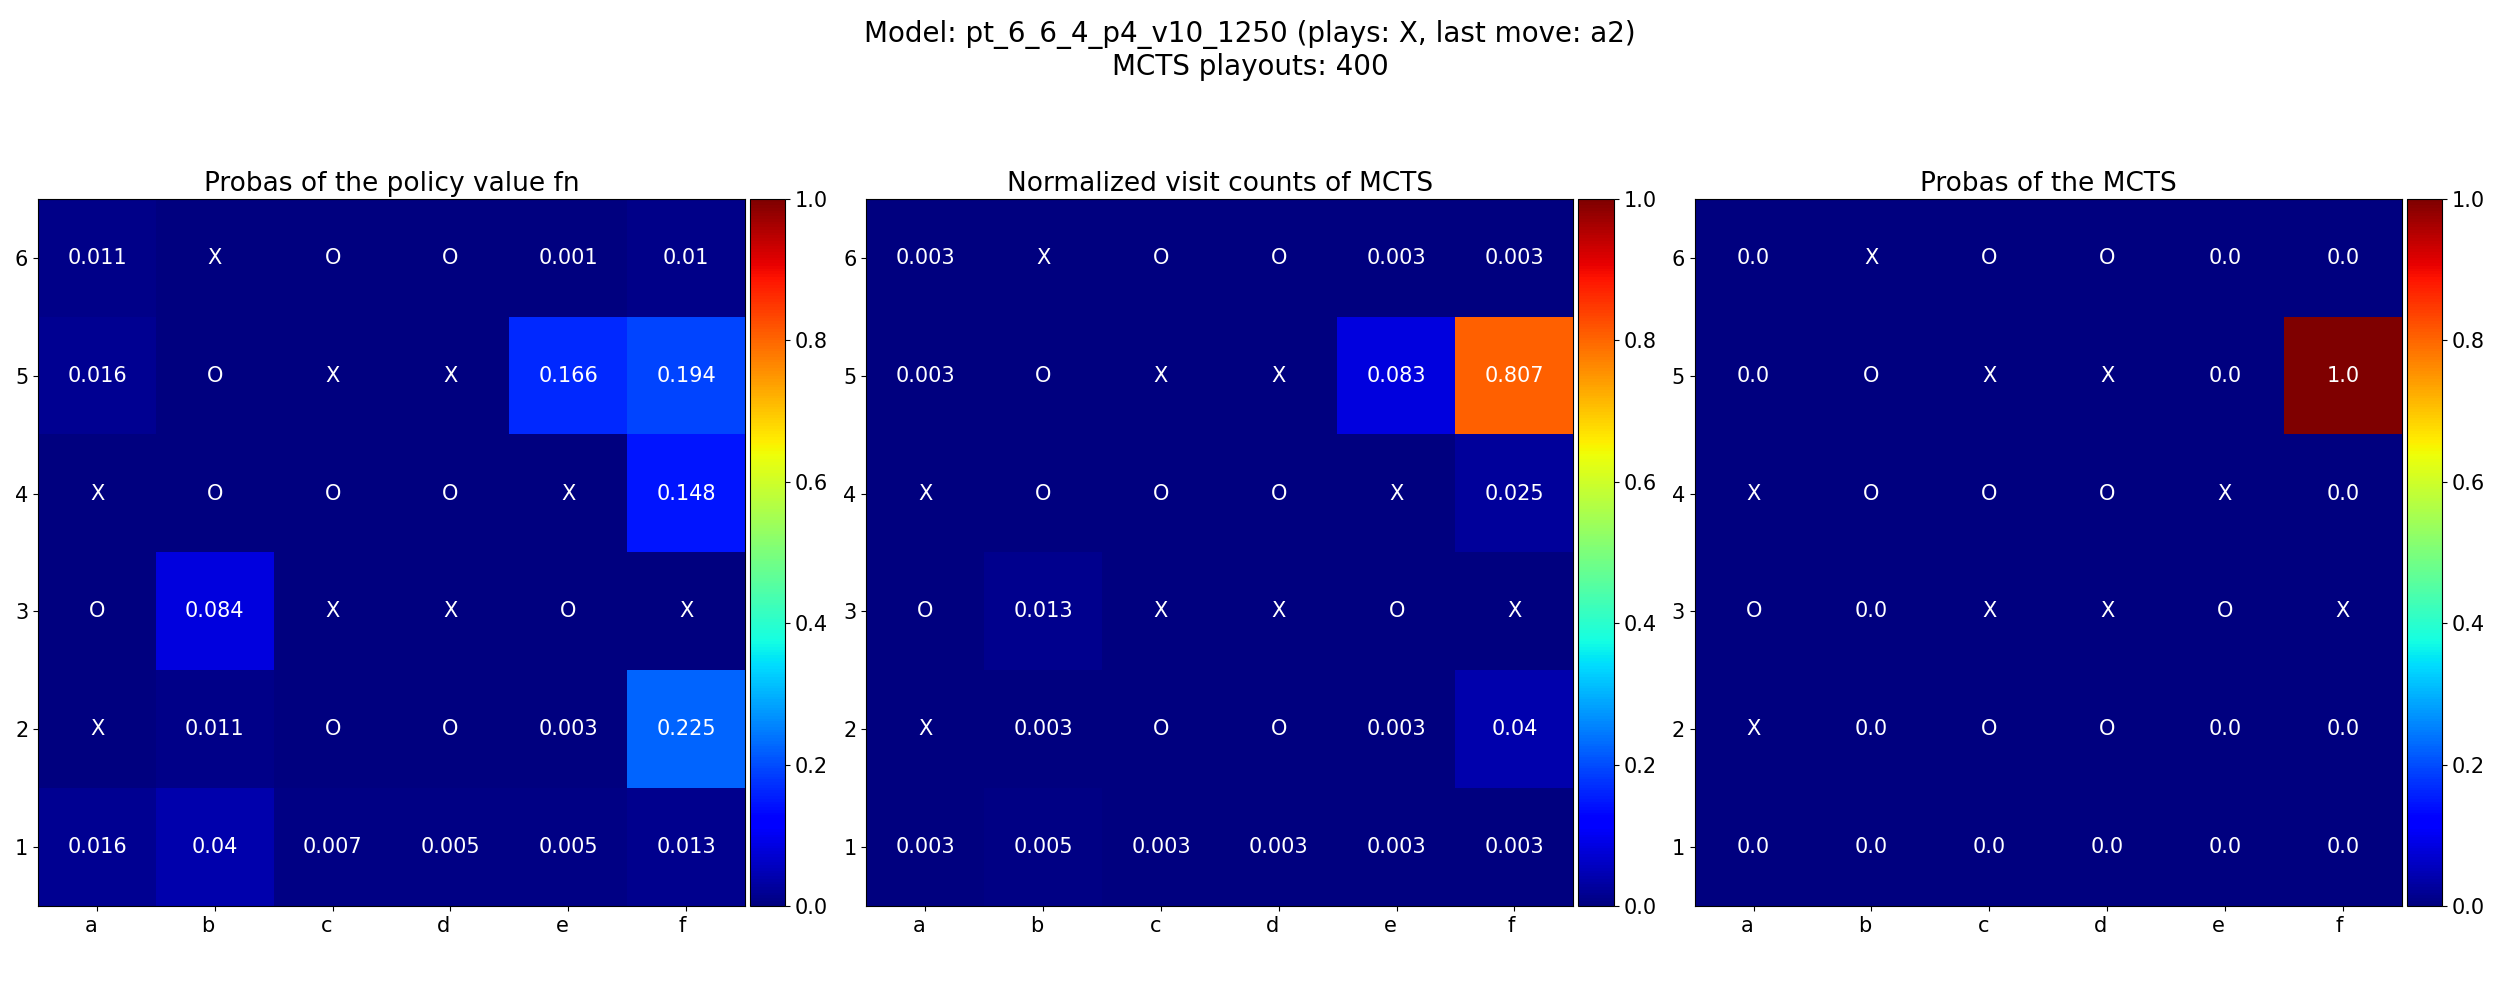 Model: pt_6_6_4_p4_v10_1250 (plays: X, last move: a2)
MCTS playouts: 400
Probas of the policy value fn
6 0.011 X O O 0.001 0.01
5 0.016 O X X 0.166 0.194
4 X O O O X 0.148
3 O 0.084 X X O X
2 X 0.011 O O 0.003 0.225
1 0.016 0.04 0.007 0.005 0.005 0.013
a b c d e f
1.0
0.8
0.6
0.4
0.2
0.0
Normalized visit counts of MCTS
6 0.003 X O O 0.003 0.003
5 0.003 O X X 0.083 0.807
4 X O O O X 0.025
3 O 0.013 X X O X
2 X 0.003 O O 0.003 0.04
1 0.003 0.005 0.003 0.003 0.003 0.003
a b c d e f
1.0
0.8
0.6
0.4
0.2
0.0
Probas of the MCTS
6 0.0 X O O 0.0 0.0
5 0.0 O X X 0.0 1.0
4 X O O O X 0.0
3 O 0.0 X X O X
2 X 0.0 O O 0.0 0.0
1 0.0 0.0 0.0 0.0 0.0 0.0
a b c d e f
1.0
0.8
0.6
0.4
0.2
0.0